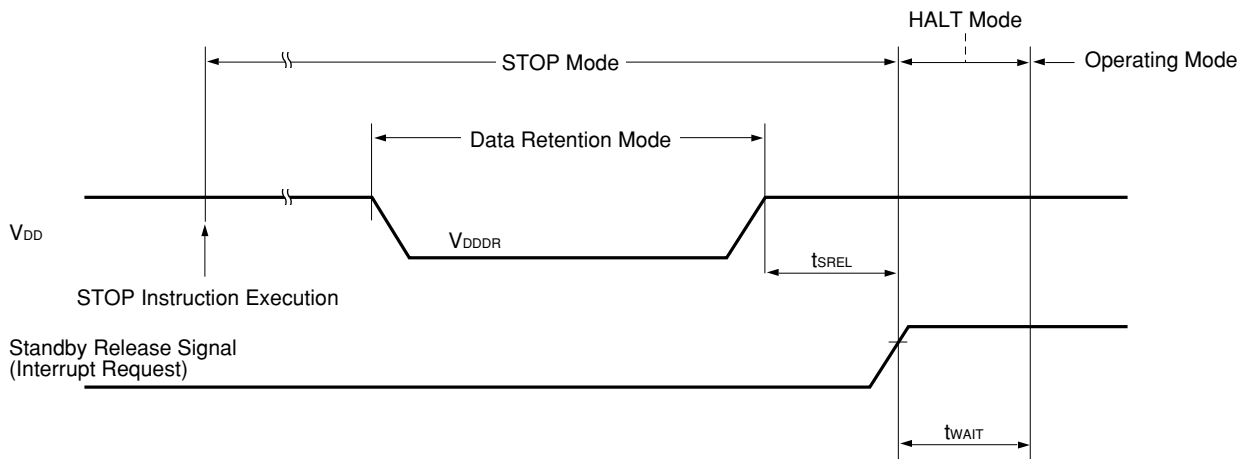 HALT Mode
STOP Mode
Operating Mode
Data Retention Mode
VDD
VDDDR
tSREL
STOP Instruction Execution
Standby Release Signal
(Interrupt Request)
tWAIT